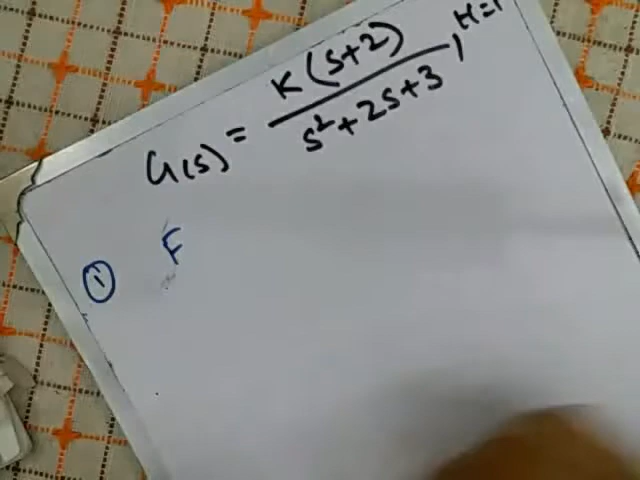 G(s) = K(s+2) / s²+2s+3, H=1
① F